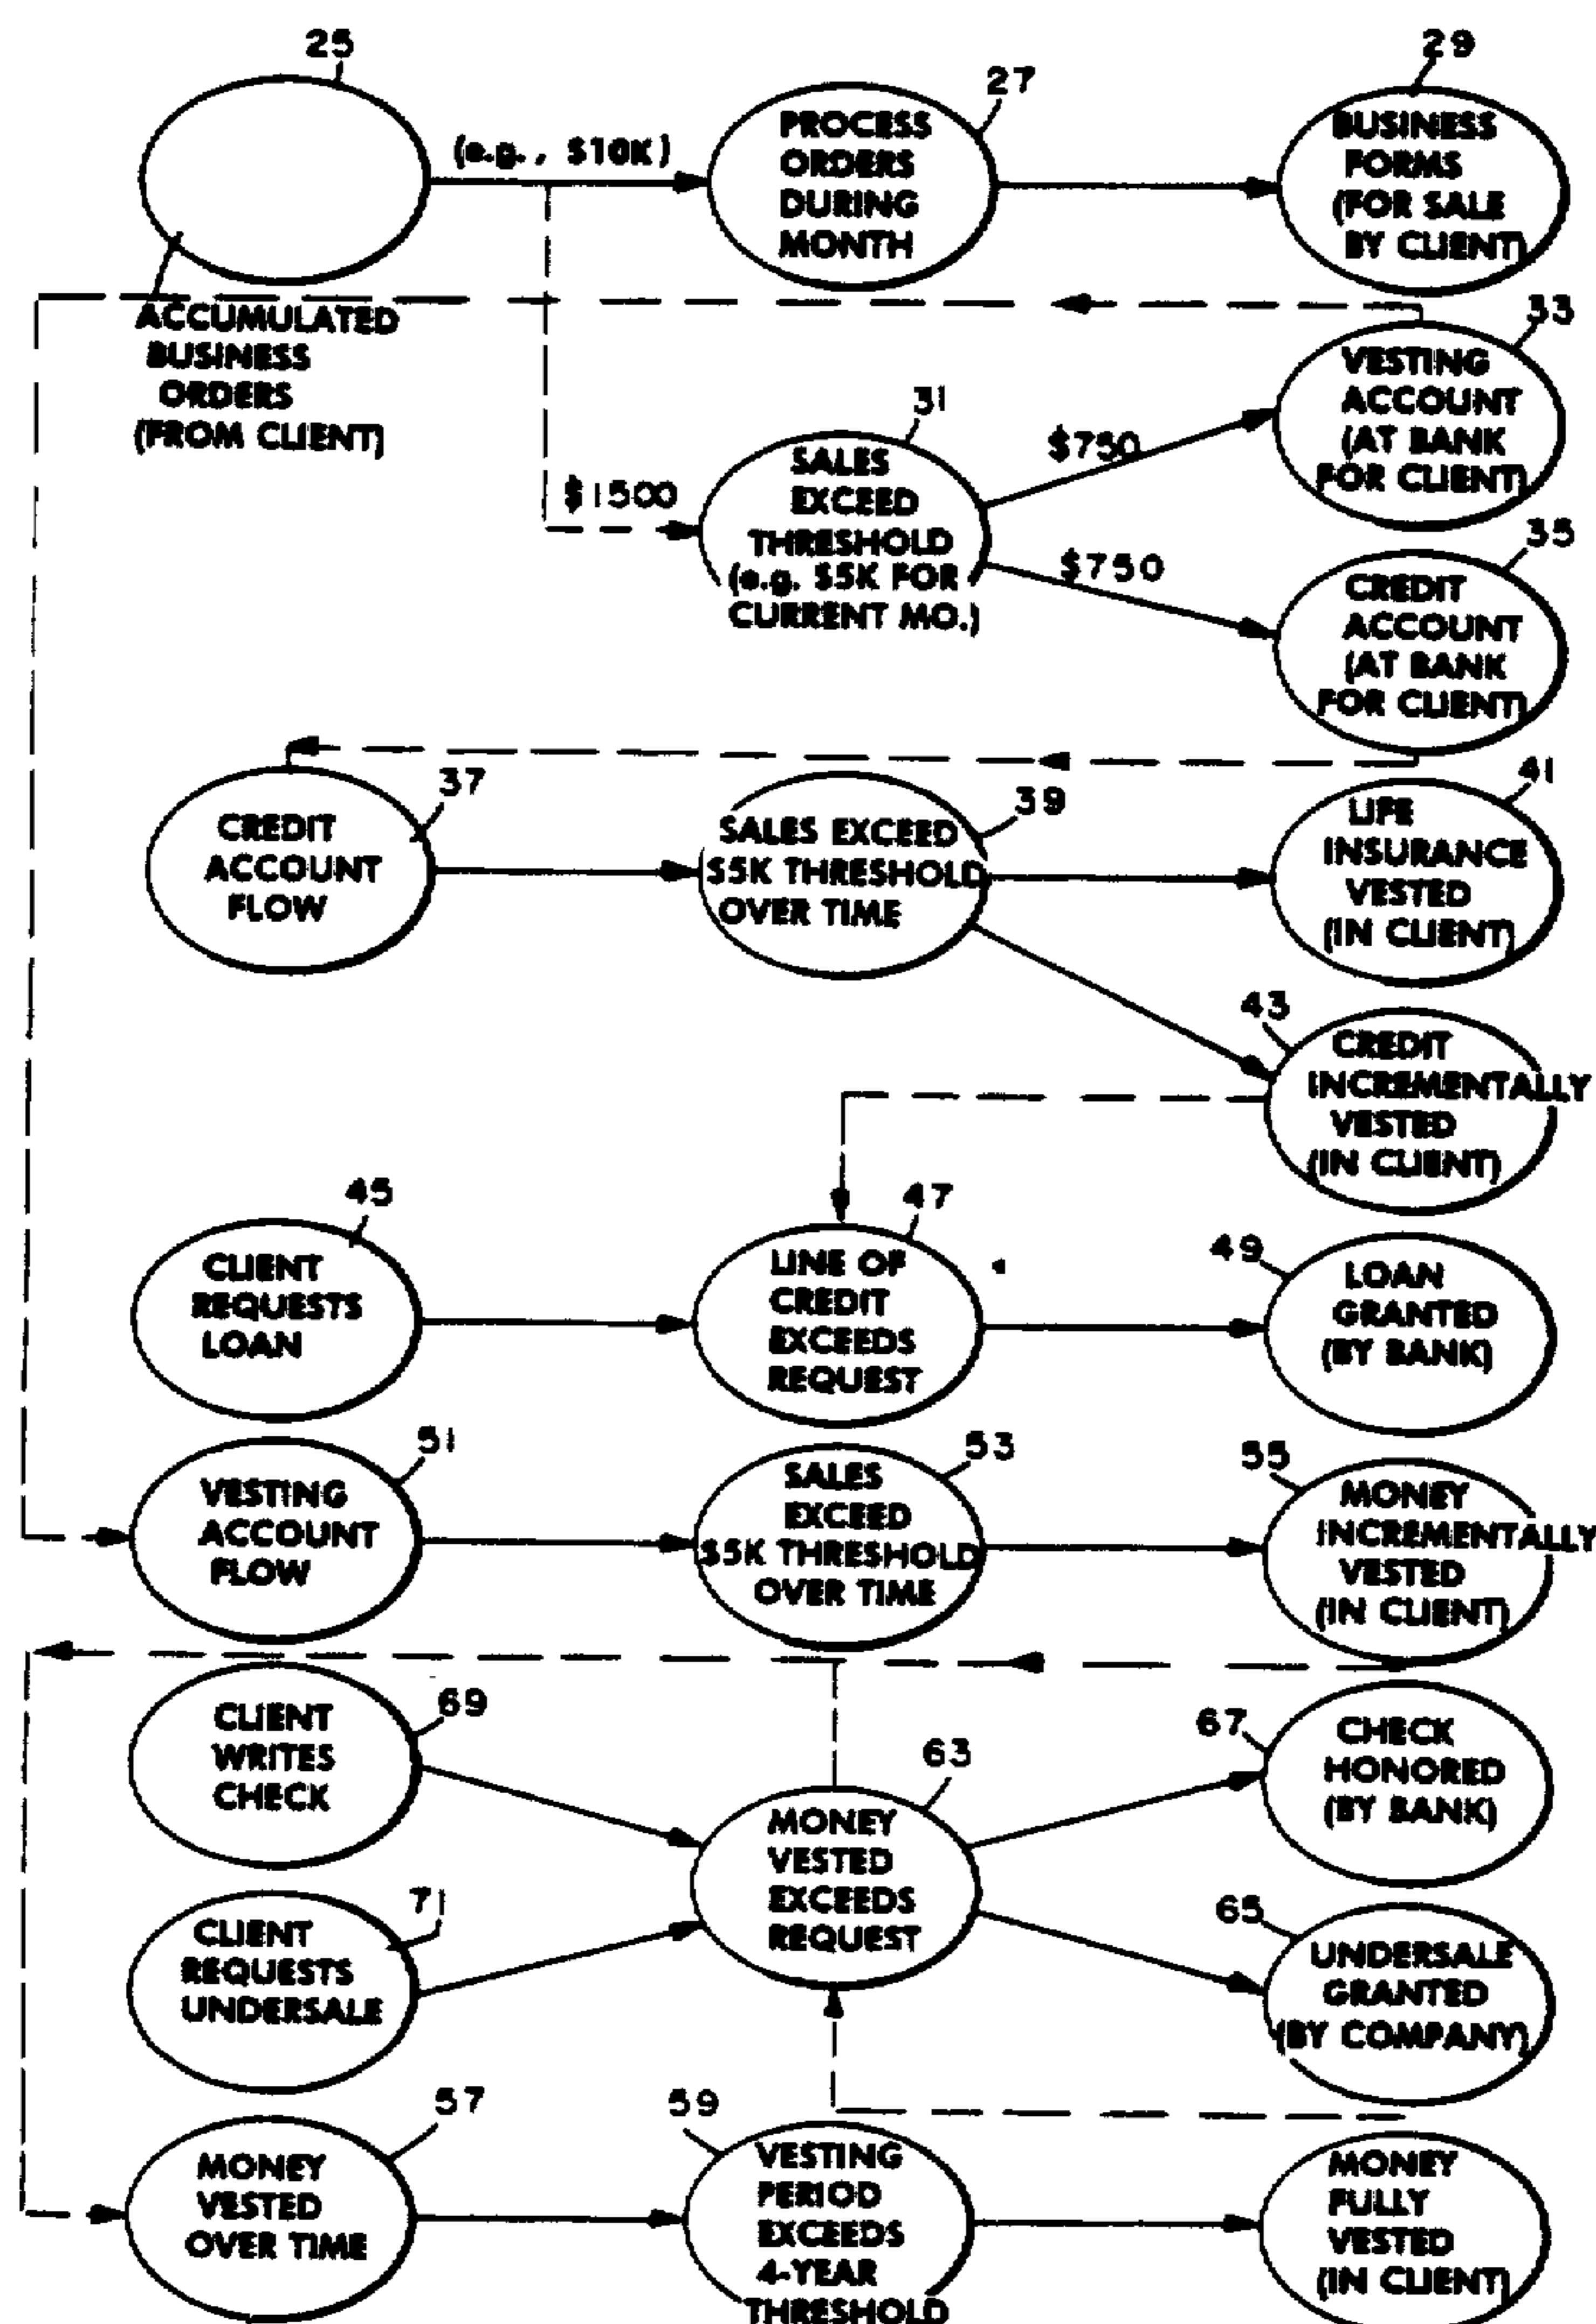 25
(e.g., $10K)
27
PROCESS
ORDERS
DURING
MONTH
29
BUSINESS
FORMS
(FOR SALE
BY CLIENT)
ACCUMULATED
BUSINESS
ORDERS
(FROM CLIENT)
$1500
31
SALES
EXCEED
THRESHOLD
(e.g. $5K FOR
CURRENT MO.)
$750
$750
33
VESTING
ACCOUNT
(AT BANK
FOR CLIENT)
35
CREDIT
ACCOUNT
(AT BANK
FOR CLIENT)
37
CREDIT
ACCOUNT
FLOW
39
SALES EXCEED
$5K THRESHOLD
OVER TIME
41
LIFE
INSURANCE
VESTED
(IN CLIENT)
43
CREDIT
INCREMENTALLY
VESTED
(IN CLIENT)
45
CLIENT
REQUESTS
LOAN
47
LINE OF
CREDIT
EXCEEDS
REQUEST
49
LOAN
GRANTED
(BY BANK)
51
VESTING
ACCOUNT
FLOW
53
SALES
EXCEED
$5K THRESHOLD
OVER TIME
55
MONEY
INCREMENTALLY
VESTED
(IN CLIENT)
69
CLIENT
WRITES
CHECK
63
MONEY
VESTED
EXCEEDS
REQUEST
67
CHECK
HONORED
(BY BANK)
71
CLIENT
REQUESTS
UNDERSALE
65
UNDERSALE
GRANTED
(BY COMPANY)
57
MONEY
VESTED
OVER TIME
59
VESTING
PERIOD
EXCEEDS
4-YEAR
THRESHOLD
MONEY
FULLY
VESTED
(IN CLIENT)